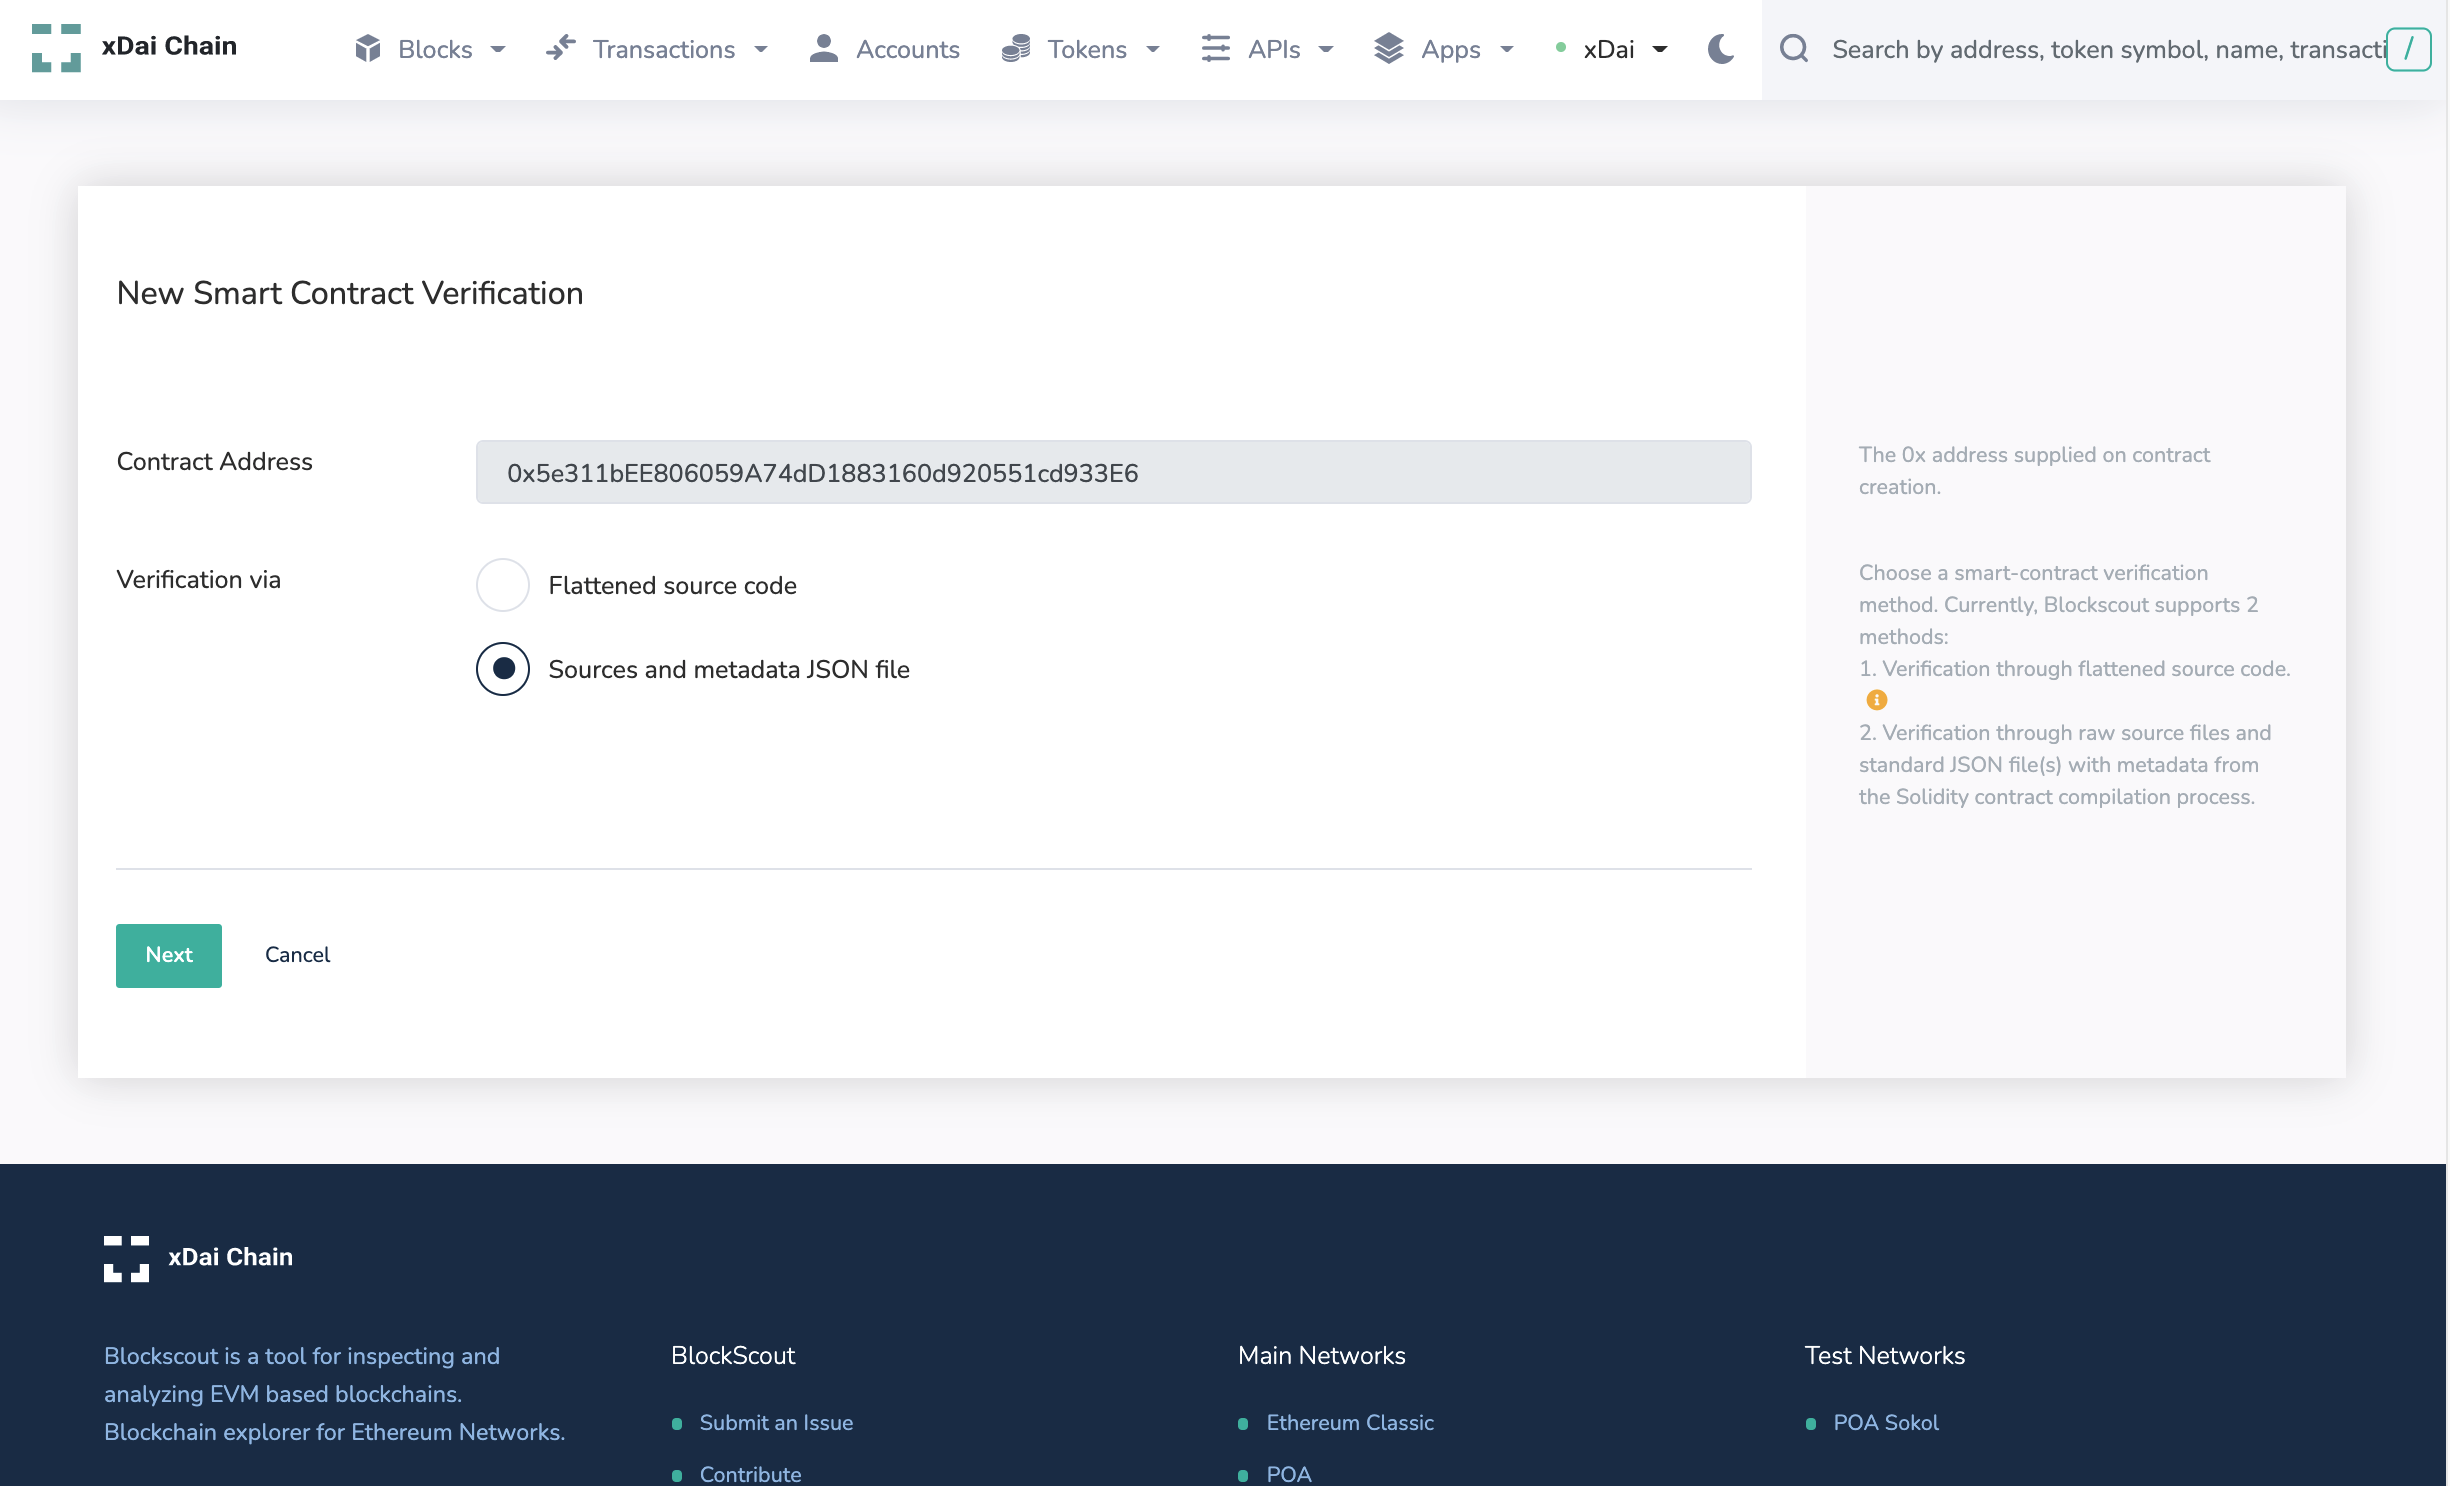 xDai Chain
Blocks
Transactions
Accounts
Tokens
APIs
Apps
xDai
Search by address, token symbol, name, transacti
/
New Smart Contract Verification
Contract Address
0x5e311bEE806059A74dD1883160d920551cd933E6
The 0x address supplied on contract
creation.
Verification via
Flattened source code
Sources and metadata JSON file
Choose a smart-contract verification
method. Currently, Blockscout supports 2
methods:
1. Verification through flattened source code.
2. Verification through raw source files and
standard JSON file(s) with metadata from
the Solidity contract compilation process.
Next
Cancel
xDai Chain
Blockscout is a tool for inspecting and
analyzing EVM based blockchains.
Blockchain explorer for Ethereum Networks.
BlockScout
Submit an Issue
Contribute
Main Networks
Ethereum Classic
POA
Test Networks
POA Sokol